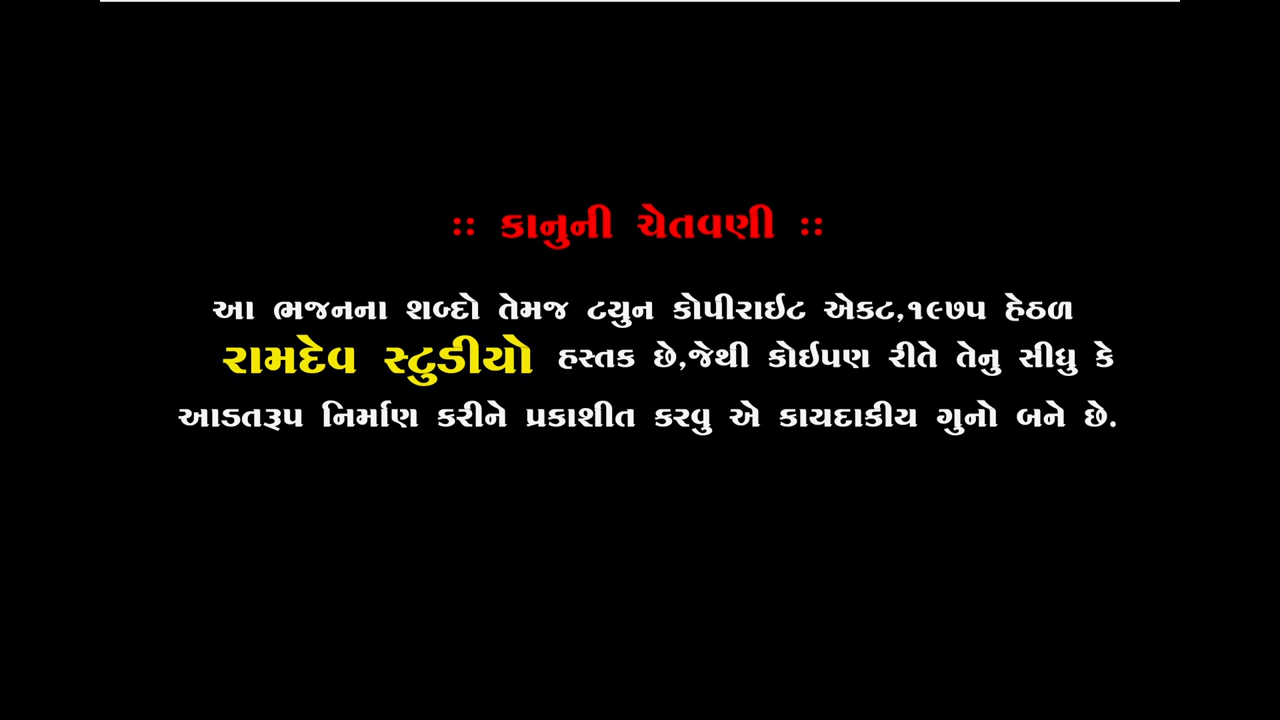 :: કાનુની ચેતવણી ::
આ ભજનના શબ્દો તેમજ ટયુન કોપીરાઈટ એકટ,૧૯૭૫ હેઠળ
રામદેવ સ્ટુડીયો હસ્તક છે,જેથી કોઈપણ રીતે તેનુ સીધુ કે
આડતરૂપ નિર્માણ કરીને પ્રકાશીત કરવુ એ કાયદાકીય ગુનો બને છે.